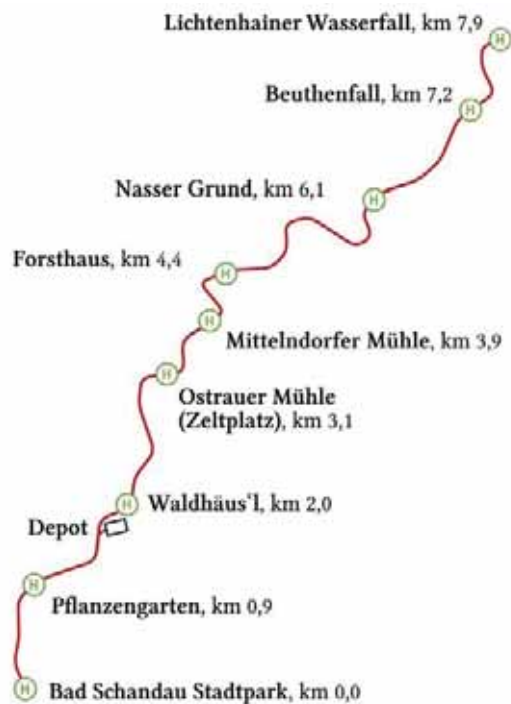 Lichtenhainer Wasserfall, km 7,9
H
Beuthenfall, km 7,2
H
Nasser Grund, km 6,1
H
Forsthaus, km 4,4
H
H
Mittelndorfer Mühle, km 3,9
H
Ostrauer Mühle
(Zeltplatz), km 3,1
H
Waldhäus'l, km 2,0
Depot
H
Pflanzengarten, km 0,9
H
Bad Schandau Stadtpark, km 0,0